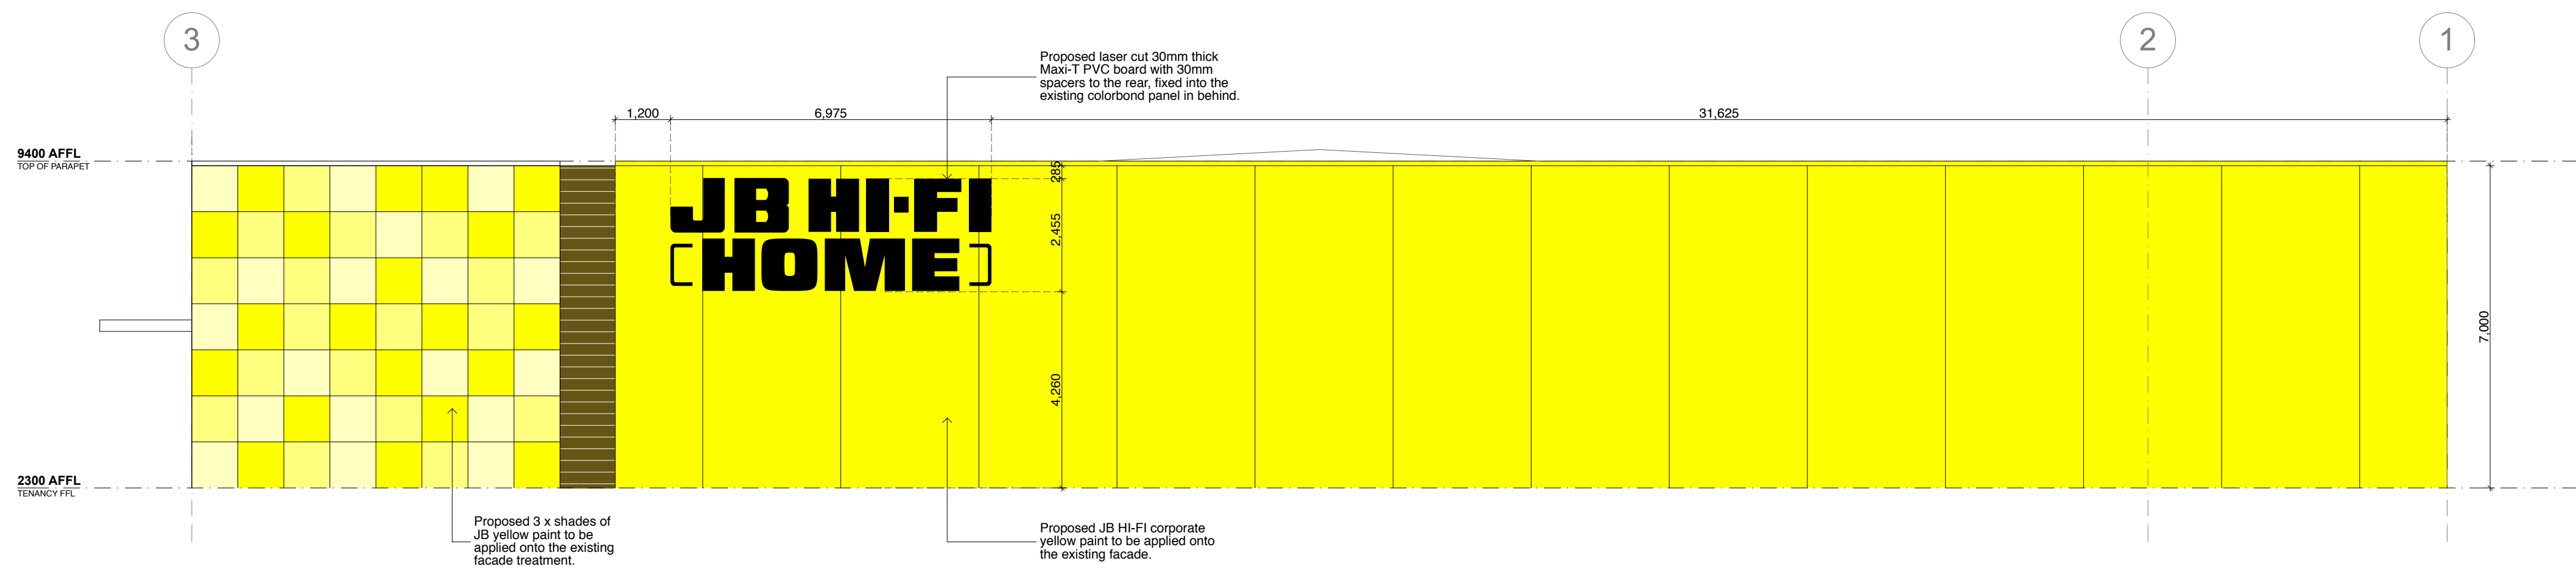 3
2
1
Proposed laser cut 30mm thick
Maxi-T PVC board with 30mm
spacers to the rear, fixed into the
existing colorbond panel in behind.
1,200
6,975
31,625
9400 AFFL
TOP OF PARAPET
285
JB HI-FI
2,455
[HOME]
7,000
4,260
2300 AFFL
TENANCY FFL
Proposed 3 x shades of
JB yellow paint to be
applied onto the existing
facade treatment.
Proposed JB HI-FI corporate
yellow paint to be applied onto
the existing facade.